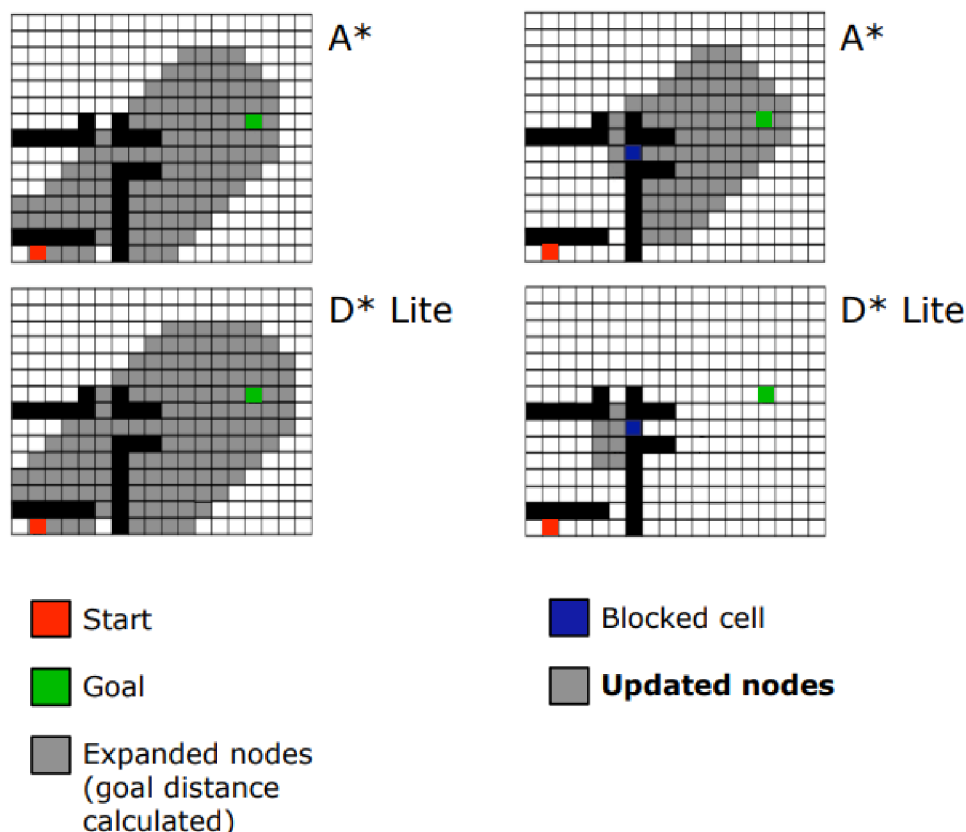 A*
A*
D* Lite
D* Lite
Start
Goal
Expanded nodes
(goal distance
calculated)
Blocked cell
Updated nodes